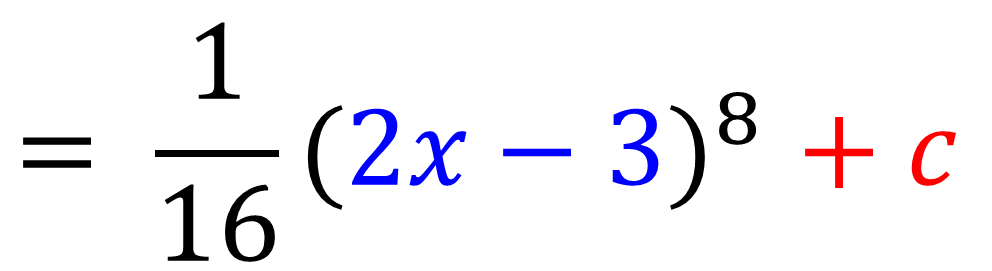 = 1/16 (2x − 3)⁸ + c